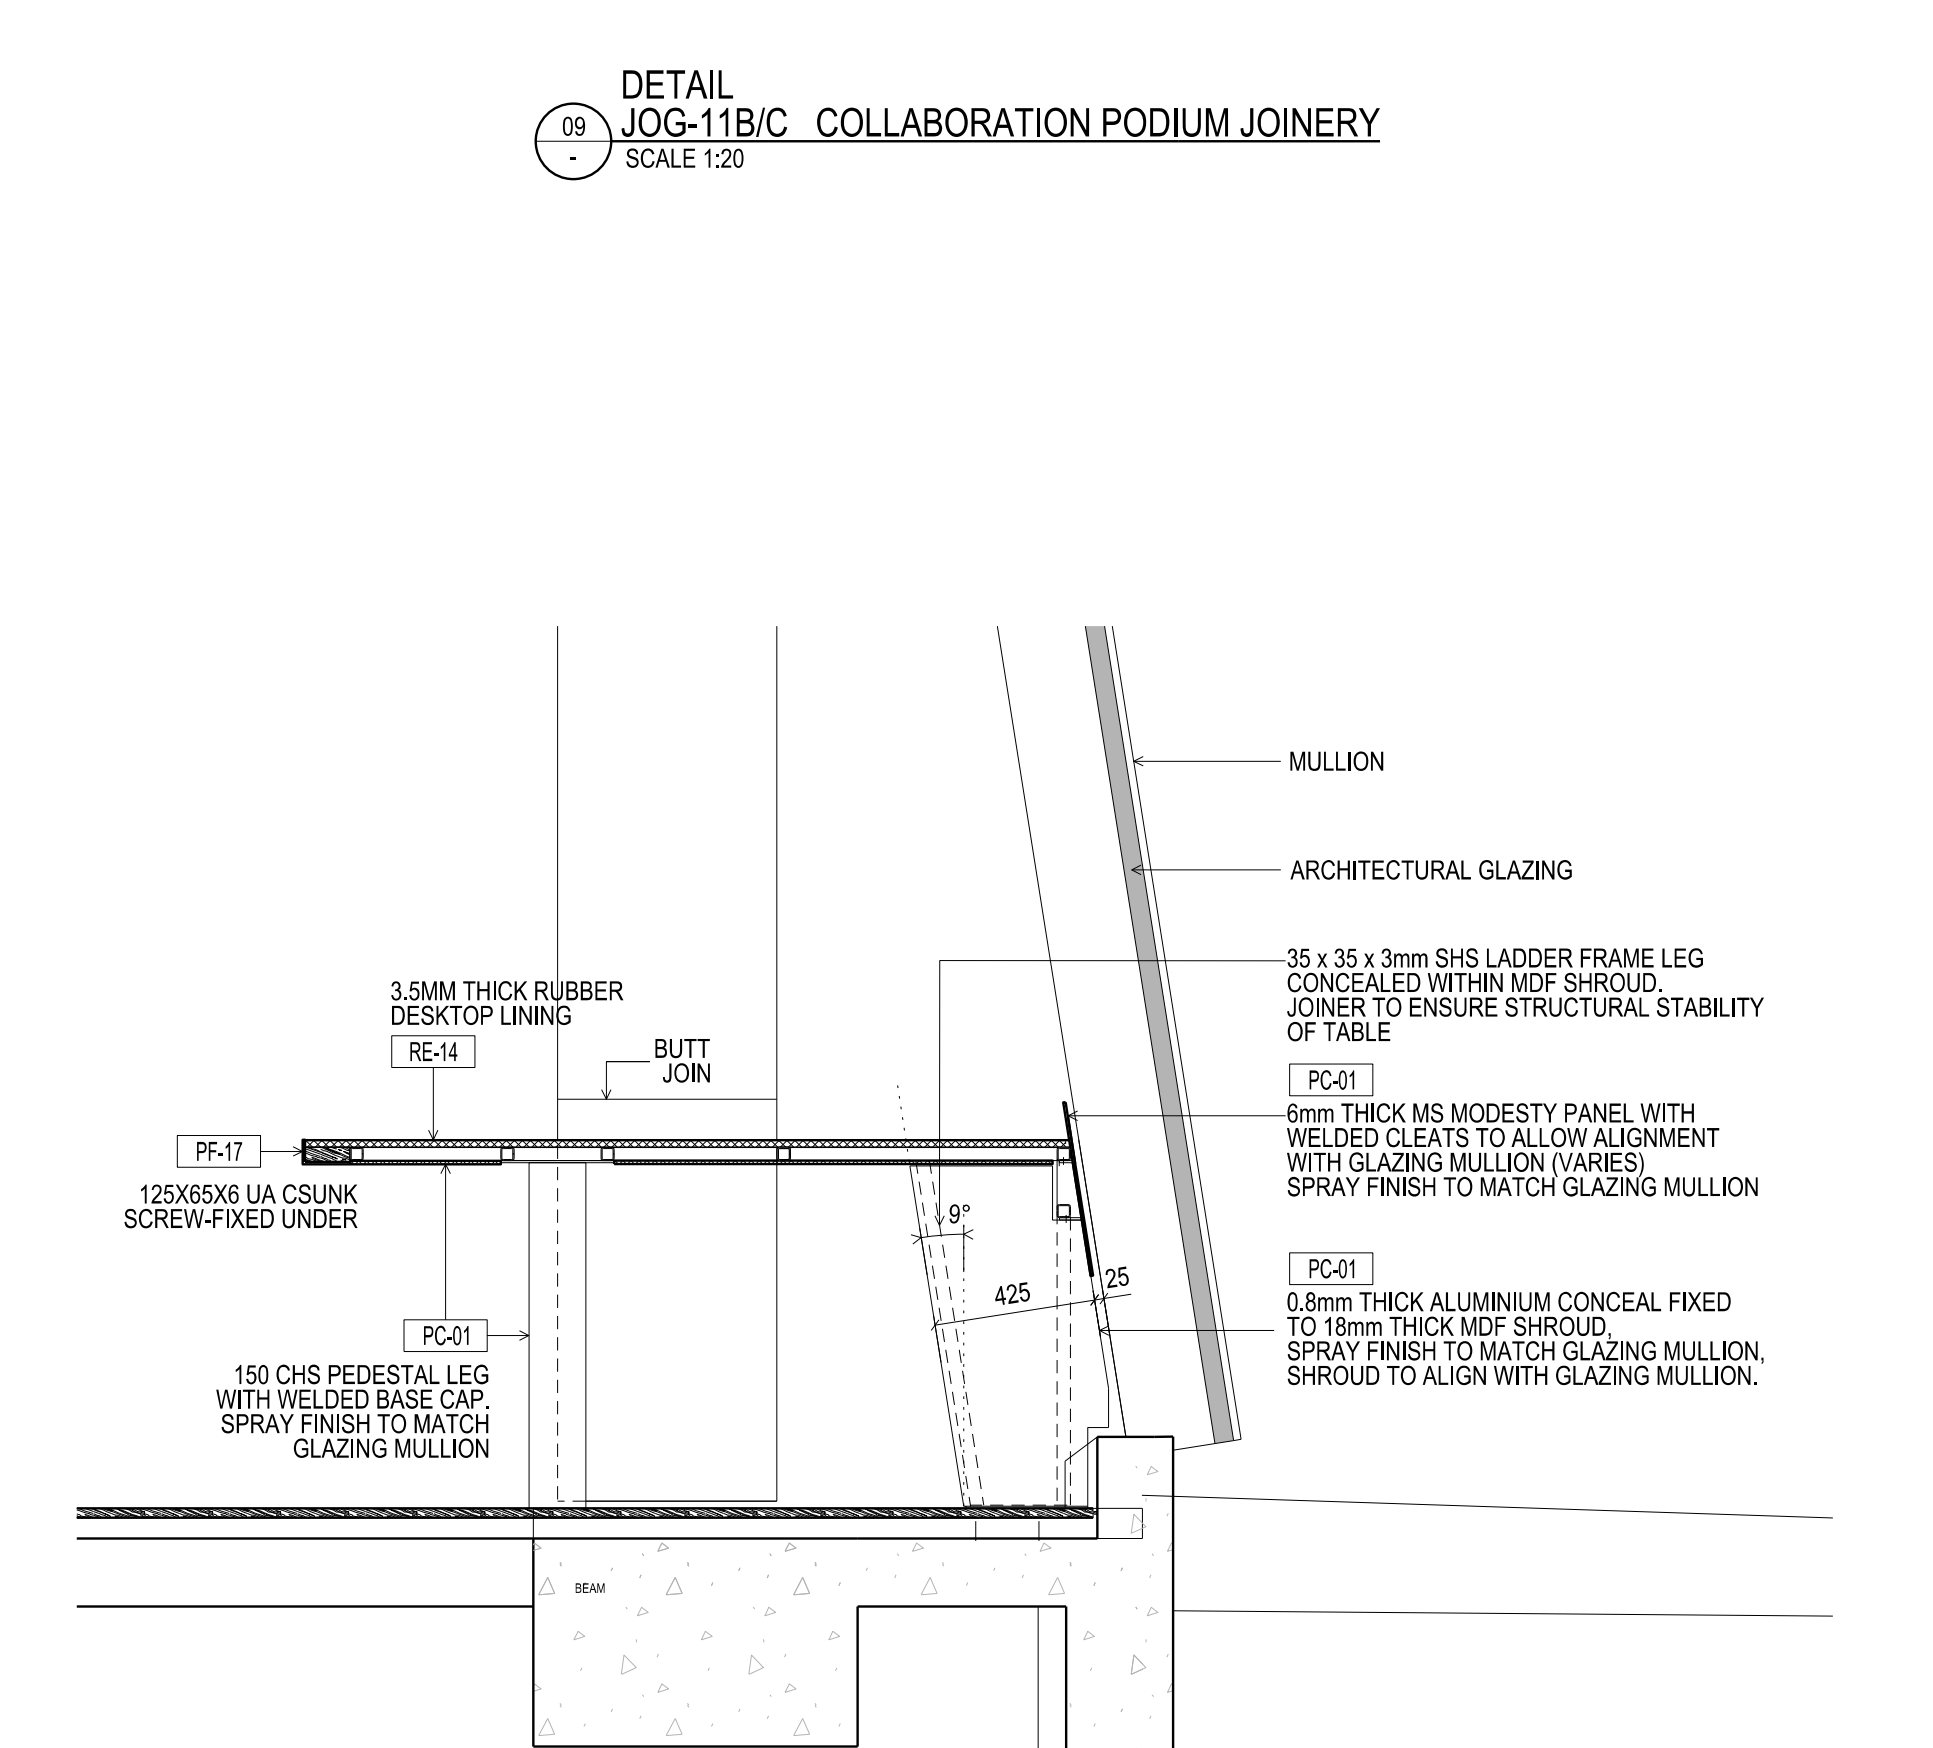 DETAIL
09
JOG-11B/C COLLABORATION PODIUM JOINERY
-
SCALE 1:20
MULLION
ARCHITECTURAL GLAZING
35 x 35 x 3mm SHS LADDER FRAME LEG
CONCEALED WITHIN MDF SHROUD.
JOINER TO ENSURE STRUCTURAL STABILITY
OF TABLE
3.5MM THICK RUBBER
DESKTOP LINING
RE-14
BUTT
JOIN
PC-01
6mm THICK MS MODESTY PANEL WITH
WELDED CLEATS TO ALLOW ALIGNMENT
WITH GLAZING MULLION (VARIES)
SPRAY FINISH TO MATCH GLAZING MULLION
PF-17
125X65X6 UA CSUNK
SCREW-FIXED UNDER
9°
425
25
PC-01
0.8mm THICK ALUMINIUM CONCEAL FIXED
TO 18mm THICK MDF SHROUD,
SPRAY FINISH TO MATCH GLAZING MULLION,
SHROUD TO ALIGN WITH GLAZING MULLION.
PC-01
150 CHS PEDESTAL LEG
WITH WELDED BASE CAP.
SPRAY FINISH TO MATCH
GLAZING MULLION
BEAM